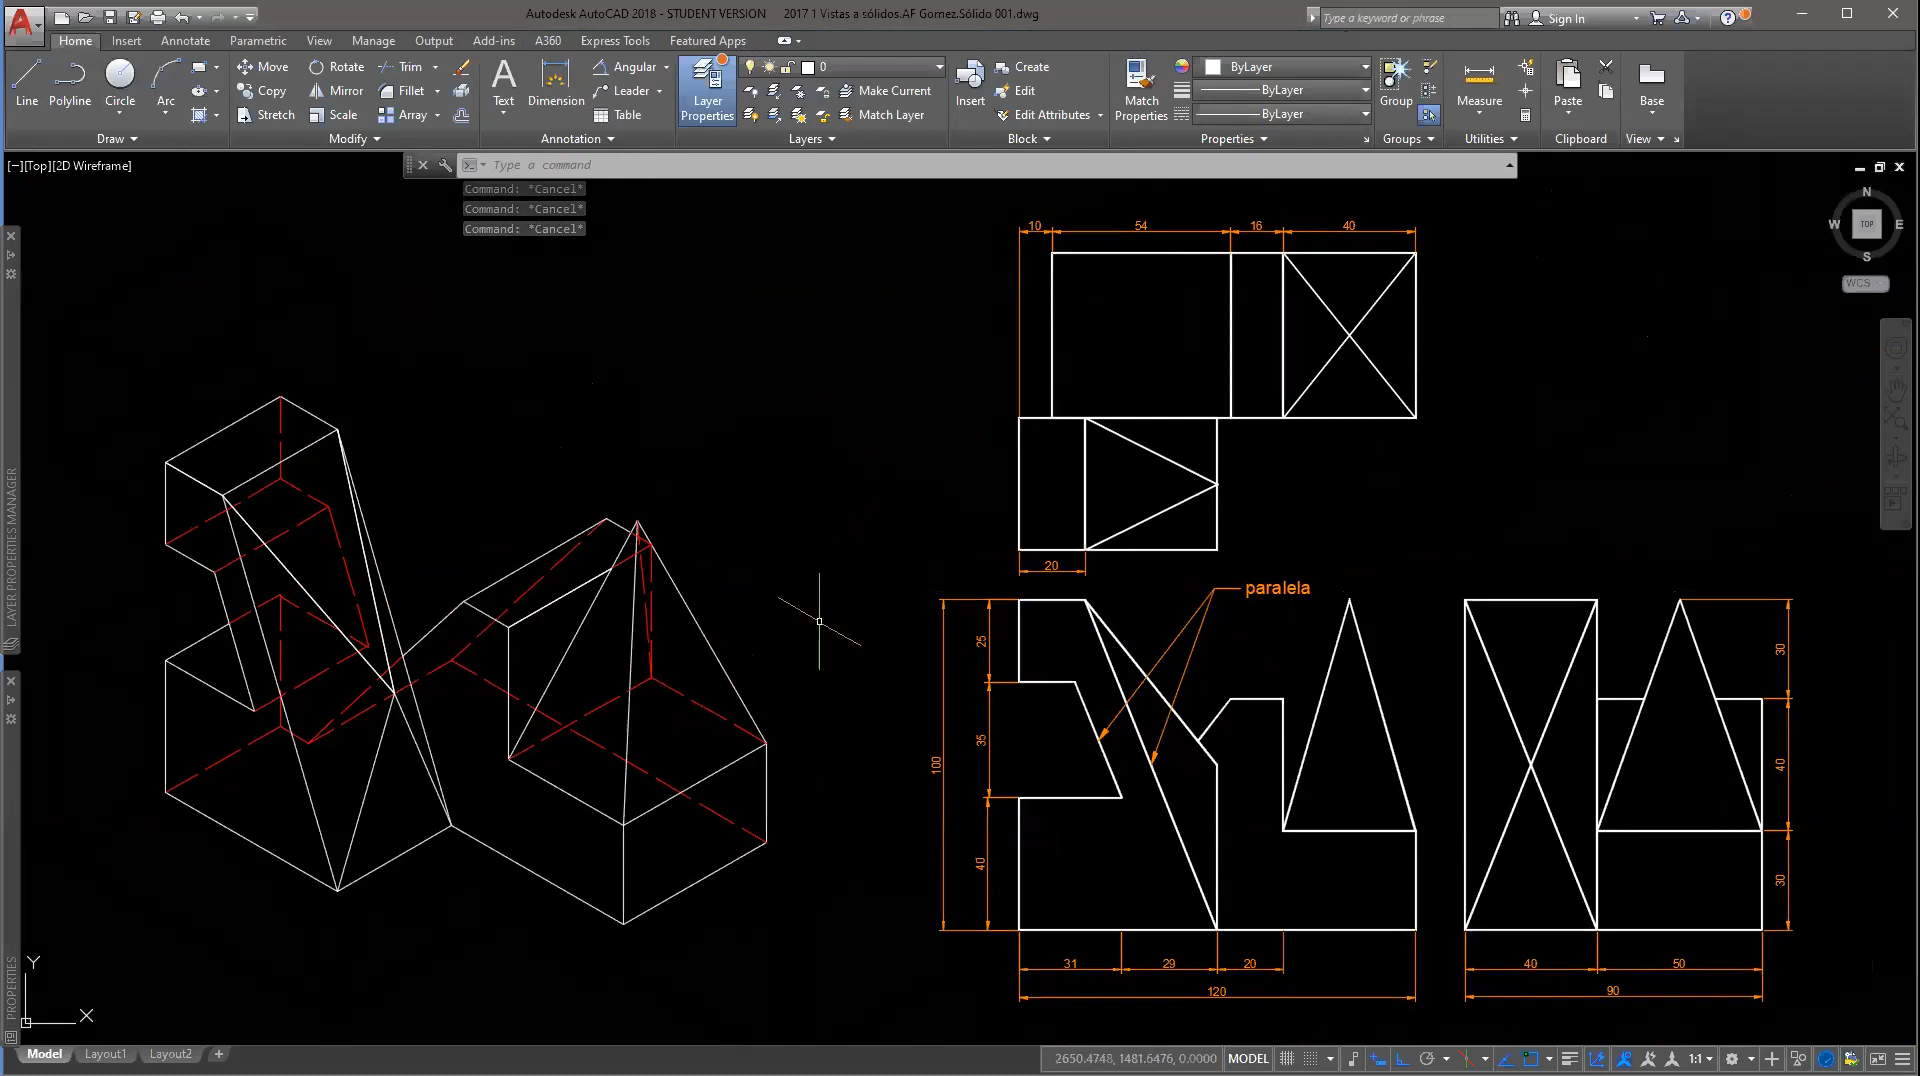 Autodesk AutoCAD 2018 - STUDENT VERSION 2017 1 Vistas a sólidos.AF Gomez.Sólido 001.dwg
Type a keyword or phrase
Sign In
Home Insert Annotate Parametric View Manage Output Add-ins A360 Express Tools Featured Apps
Line
Polyline
Circle
Arc
Draw
Move
Copy
Stretch
Rotate
Mirror
Scale
Trim
Fillet
Array
Modify
Text
Dimension
Angular
Leader
Table
Annotation
Layer
Properties
0
Make Current
Match Layer
Layers
Insert
Create
Edit
Edit Attributes
Block
Match
Properties
ByLayer
ByLayer
ByLayer
Properties
Group
Groups
Measure
Utilities
Paste
Clipboard
Base
View
[−][Top][2D Wireframe]
Type a command
Command: *Cancel*
Command: *Cancel*
Command: *Cancel*
N
W
TOP
E
S
WCS
LAYER PROPERTIES MANAGER
PROPERTIES
10
54
16
40
20
paralela
25
35
40
100
31
29
20
120
30
40
30
40
50
90
Y
X
Model Layout1 Layout2 +
2650.4748, 1481.6476, 0.0000 MODEL 1:1